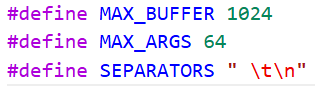 #define MAX_BUFFER 1024
#define MAX_ARGS 64
#define SEPARATORS " \t\n"